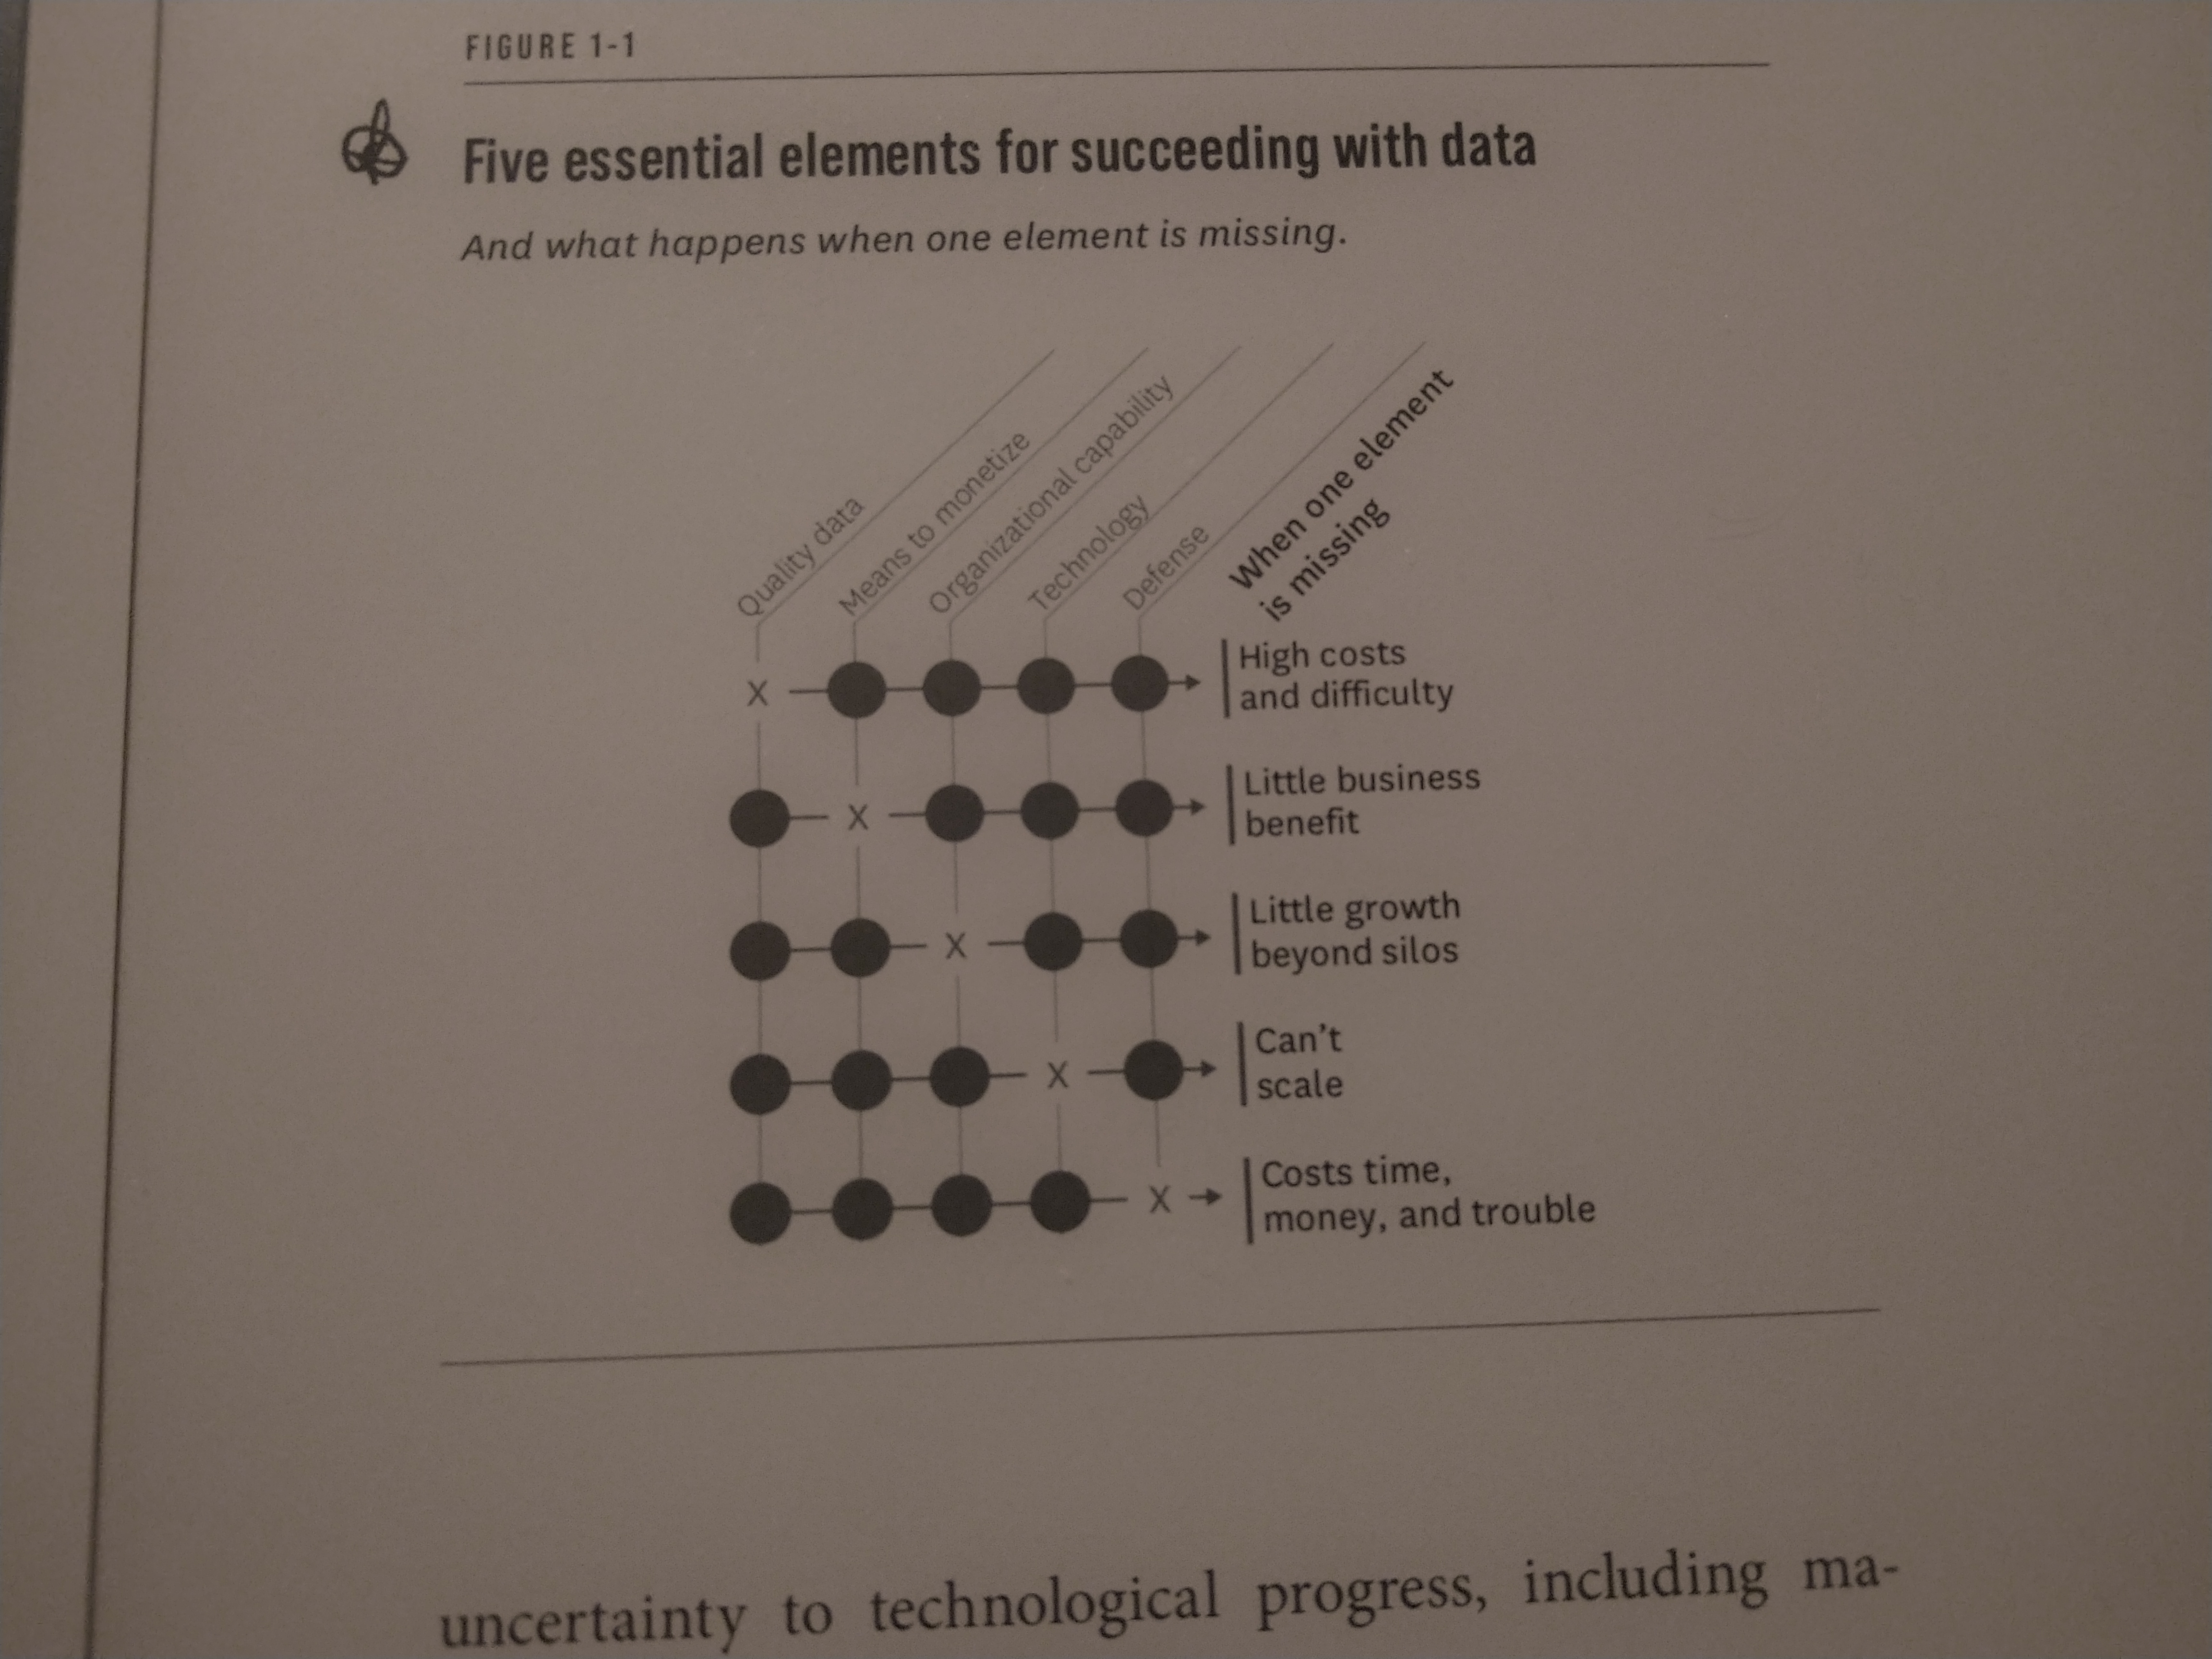 FIGURE 1-1
Five essential elements for succeeding with data
And what happens when one element is missing.
Quality data
Means to monetize
Organizational capability
Technology
Defense
When one element
is missing
X
High costs
and difficulty
X
Little business
benefit
X
Little growth
beyond silos
X
Can't
scale
X
Costs time,
money, and trouble
uncertainty to technological progress, including ma-